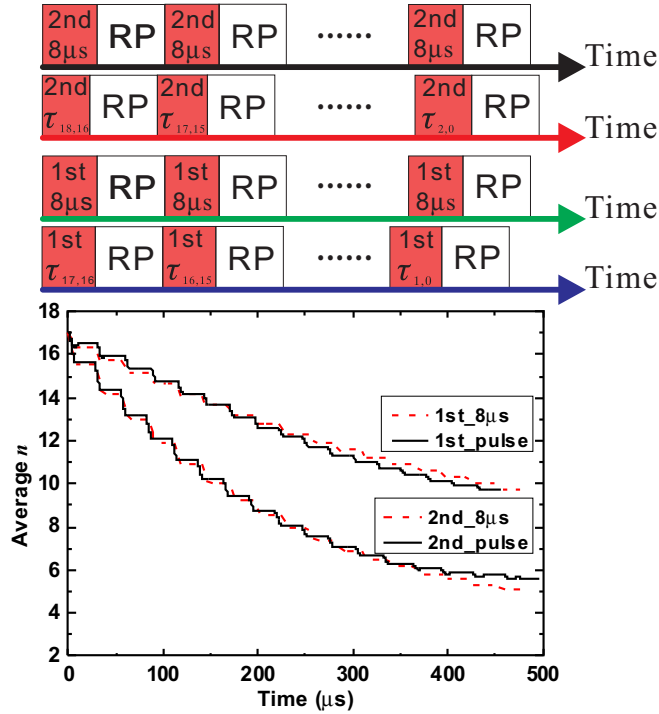 2nd 8μs RP 2nd 8μs RP ...... 2nd 8μs RP Time
2nd τ18,16 RP 2nd τ17,15 RP ...... 2nd τ2,0 RP Time
1st 8μs RP 1st 8μs RP ...... 1st 8μs RP Time
1st τ17,16 RP 1st τ16,15 RP ...... 1st τ1,0 RP Time
18
16
14
12
10
8
6
4
2
Average n
1st_8μs
1st_pulse
2nd_8μs
2nd_pulse
0 100 200 300 400 500
Time (μs)